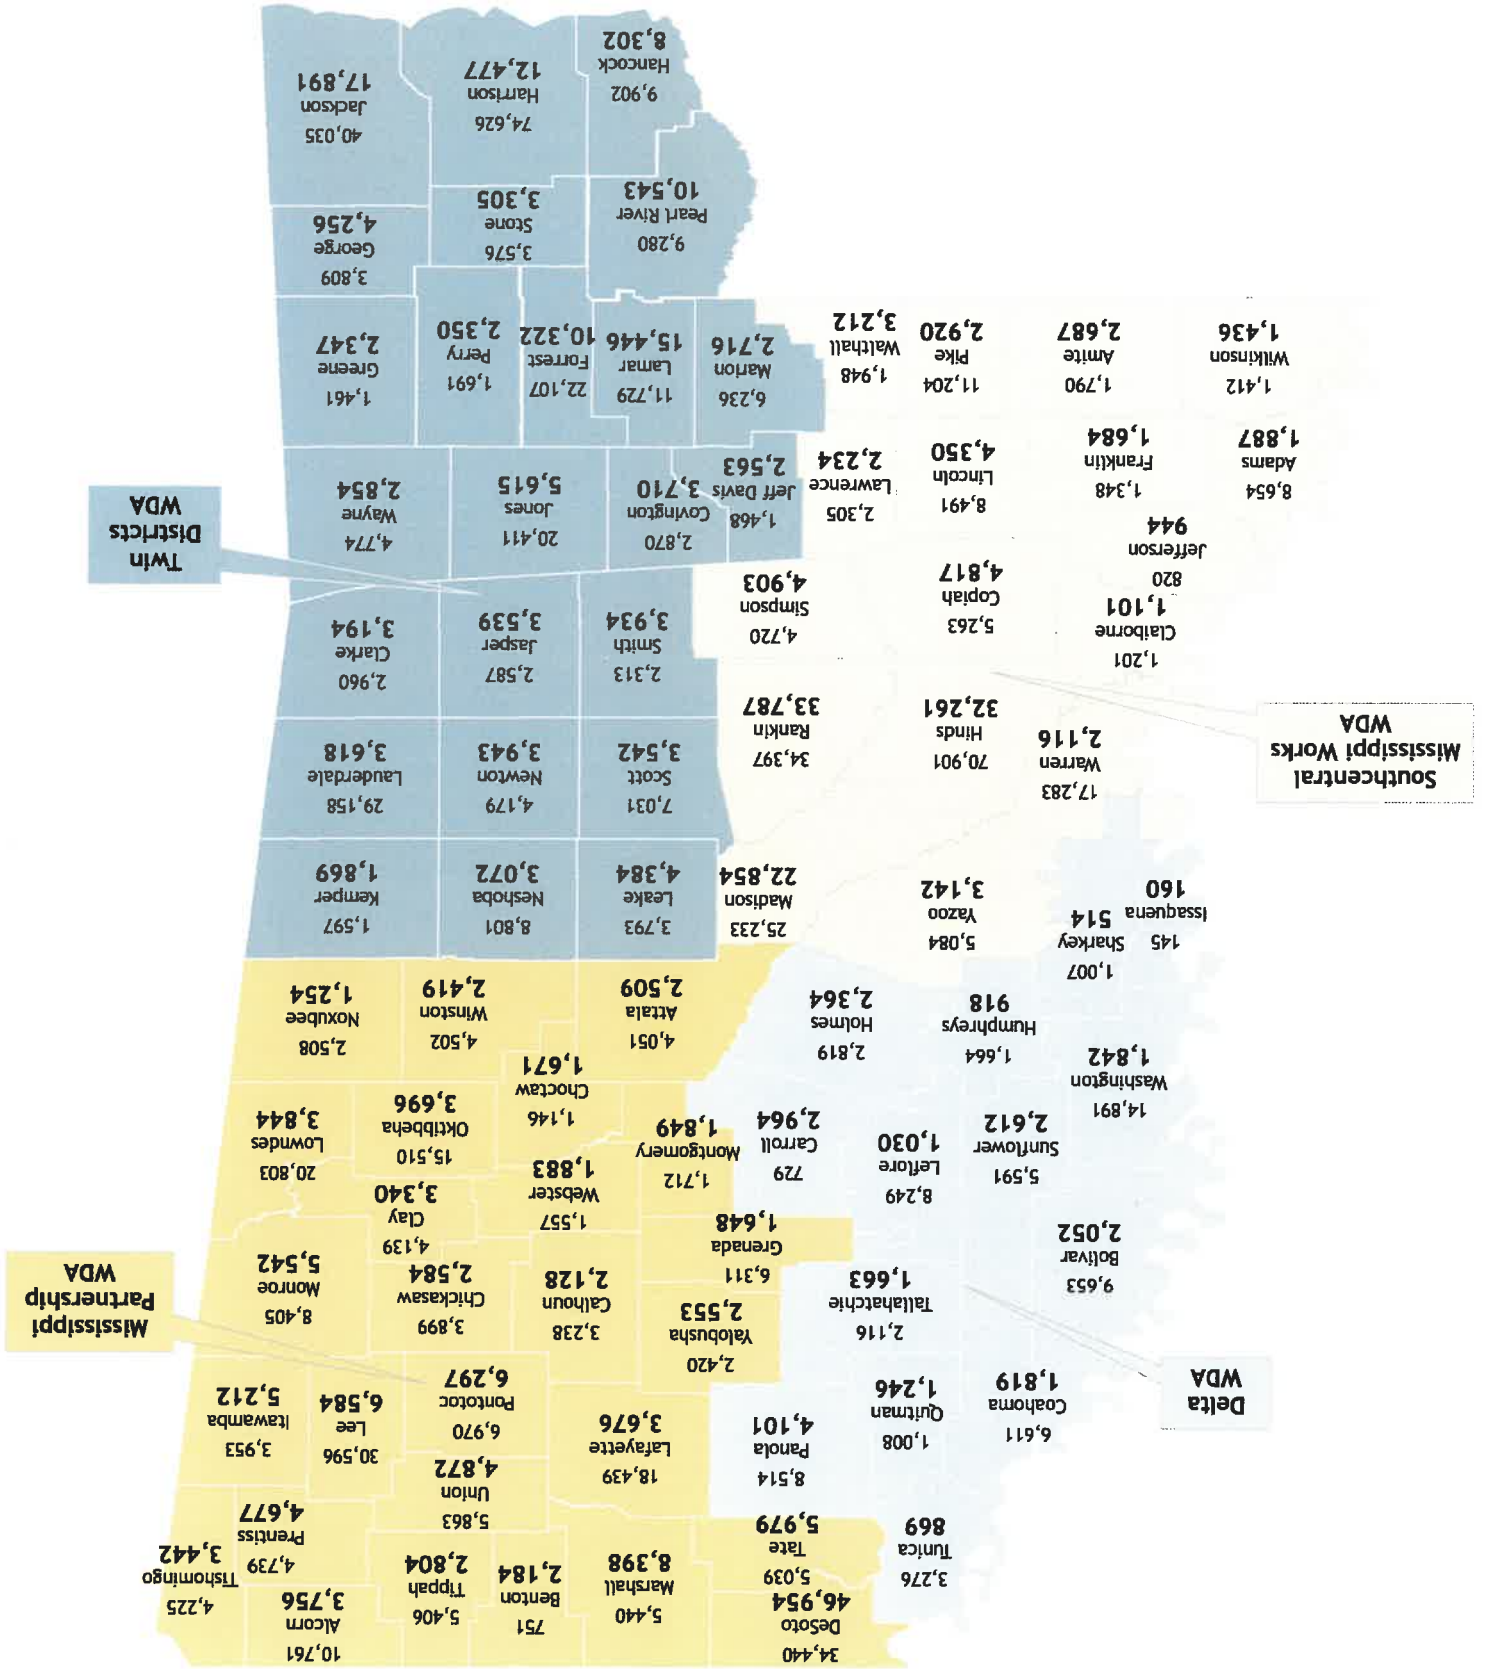 34,440
DeSoto
46,954
5,440
Marshall
8,398
751
Benton
2,184
5,406
Tippah
2,804
10,761
Alcorn
3,756
4,225
Tishomingo
3,442
3,276
Tunica
869
5,039
Tate
5,979
4,739
Prentiss
4,677
5,863
Union
4,872
8,514
Panola
4,101
18,439
Lafayette
3,676
6,970
Pontotoc
6,297
30,596
Lee
6,584
3,953
Itawamba
5,212
Delta
WDA
6,611
Coahoma
1,819
1,008
Quitman
1,246
2,420
Yalobusha
2,553
2,116
Tallahatchie
1,663
3,238
Calhoun
2,128
3,899
Chickasaw
2,584
8,405
Monroe
5,542
Mississippi
Partnership
WDA
9,653
Bolivar
2,052
6,311
Grenada
1,648
4,139
Clay
3,340
5,591
Sunflower
2,612
8,249
Leflore
1,030
729
Carroll
2,964
1,712
Montgomery
1,849
1,557
Webster
1,883
15,510
Oktibbeha
3,696
20,803
Lowndes
3,844
14,891
Washington
1,842
1,146
Choctaw
1,671
1,664
Humphreys
918
2,819
Holmes
2,364
4,051
Attala
2,509
4,502
Winston
2,419
2,508
Noxubee
1,254
145
Issaquena
160
1,007
Sharkey
514
5,084
Yazoo
3,142
25,233
Madison
22,854
3,793
Leake
4,384
8,801
Neshoba
3,072
1,597
Kemper
1,869
Southcentral
Mississippi Works
WDA
17,283
Warren
2,116
70,901
Hinds
32,261
34,397
Rankin
33,787
7,031
Scott
3,542
4,179
Newton
3,943
29,158
Lauderdale
3,618
1,201
Claiborne
1,101
5,263
Copiah
4,817
4,720
Simpson
4,903
2,313
Smith
3,934
2,587
Jasper
3,539
2,960
Clarke
3,194
820
Jefferson
944
Twin
Districts
WDA
8,654
Adams
1,887
1,348
Franklin
1,684
8,491
Lincoln
4,350
2,305
Lawrence
2,234
1,468
Jeff Davis
2,563
2,870
Covington
3,710
20,411
Jones
5,615
4,774
Wayne
2,854
1,412
Wilkinson
1,436
1,790
Amite
2,687
11,204
Pike
2,920
1,948
Walthall
3,212
6,236
Marion
2,716
11,729
Lamar
15,446
22,107
Forrest
10,322
1,691
Perry
2,350
1,461
Greene
2,347
9,280
Pearl River
10,543
3,576
Stone
3,305
3,809
George
4,256
9,902
Hancock
8,302
74,626
Harrison
12,477
40,035
Jackson
17,891